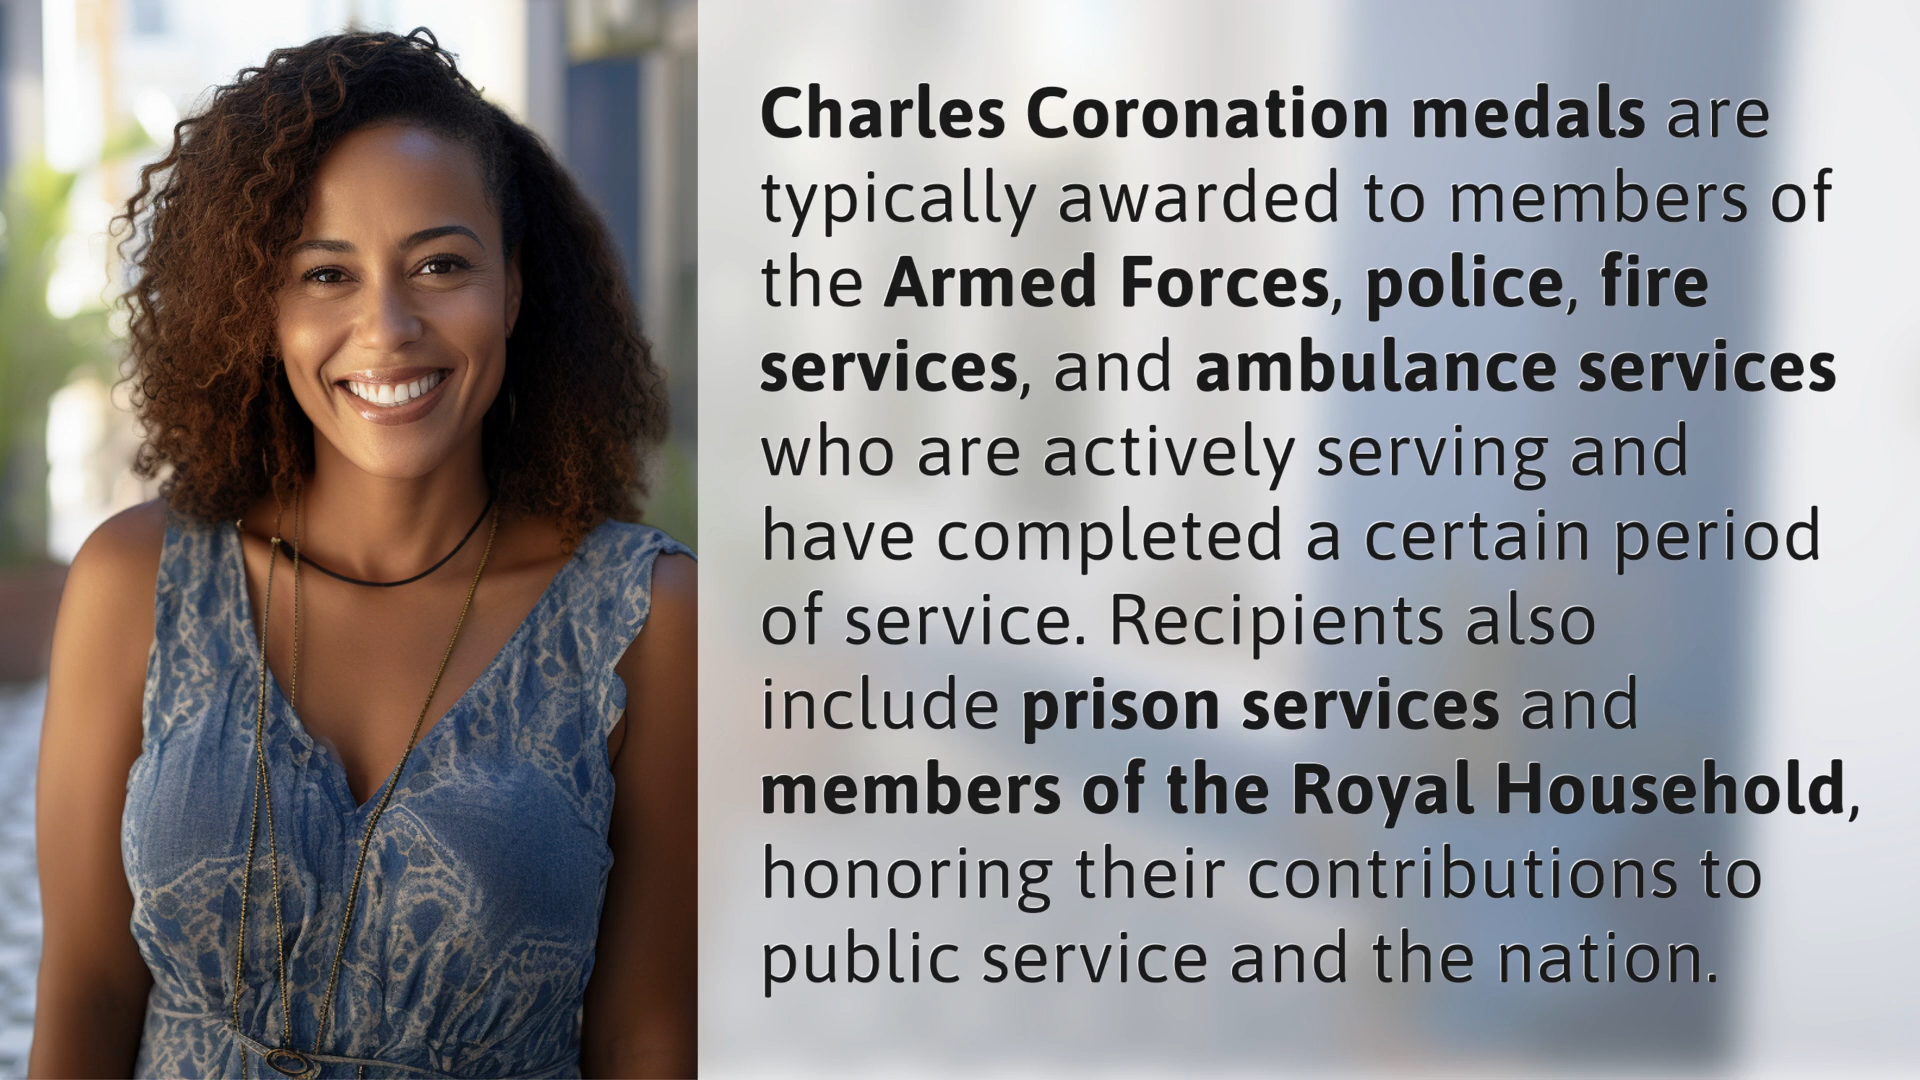 Charles Coronation medals are
typically awarded to members of
the Armed Forces, police, fire
services, and ambulance services
who are actively serving and
have completed a certain period
of service. Recipients also
include prison services and
members of the Royal Household,
honoring their contributions to
public service and the nation.